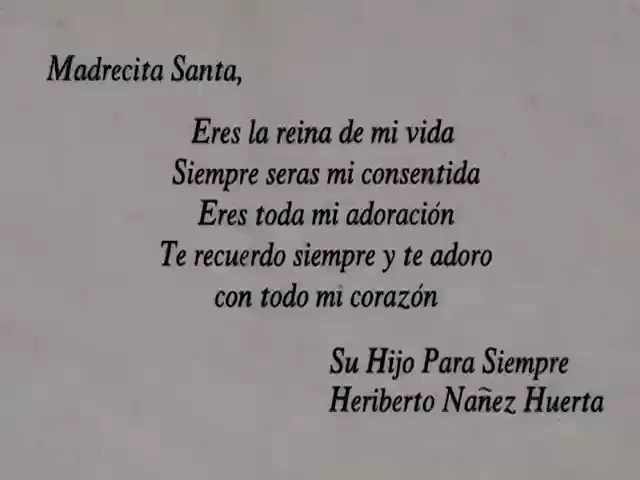 Madrecita Santa,
Eres la reina de mi vida
Siempre seras mi consentida
Eres toda mi adoración
Te recuerdo siempre y te adoro
con todo mi corazón
Su Hijo Para Siempre
Heriberto Nañez Huerta